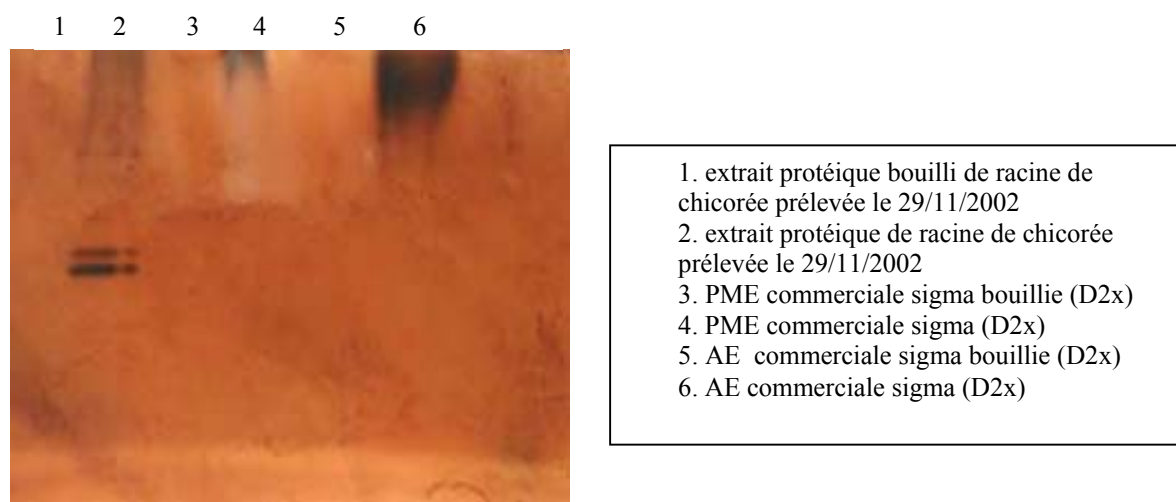 1 2 3 4 5 6
1. extrait protéique bouilli de racine de
chicorée prélevée le 29/11/2002
2. extrait protéique de racine de chicorée
prélevée le 29/11/2002
3. PME commerciale sigma bouillie (D2x)
4. PME commerciale sigma (D2x)
5. AE commerciale sigma bouillie (D2x)
6. AE commerciale sigma (D2x)